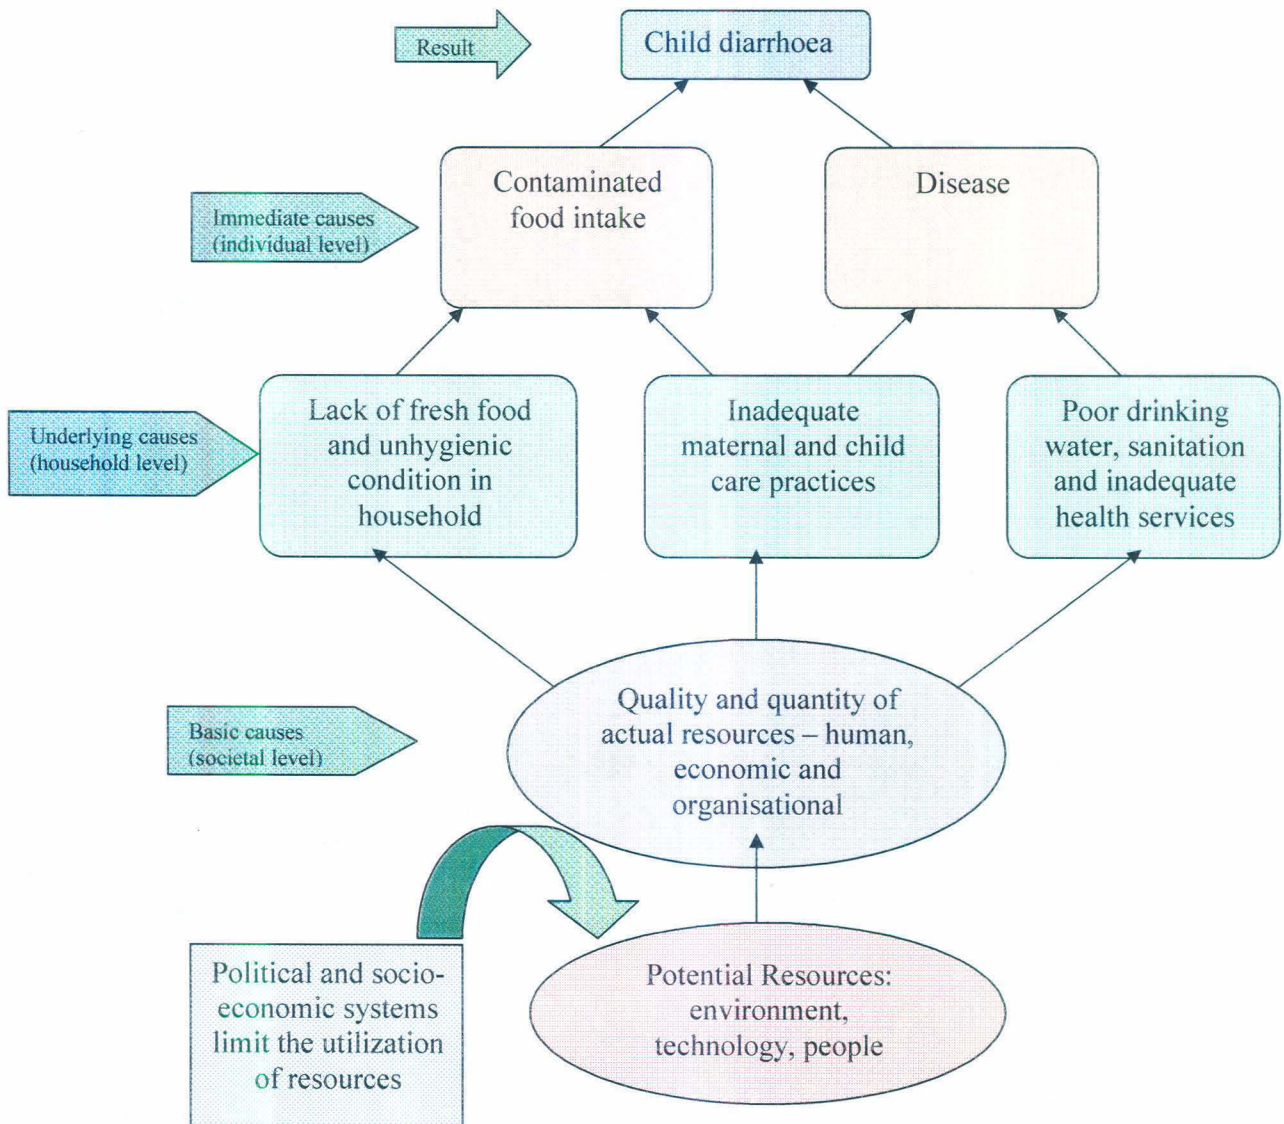 Result
Child diarrhoea
Immediate causes
(individual level)
Contaminated
food intake
Disease
Underlying causes
(household level)
Lack of fresh food
and unhygienic
condition in
household
Inadequate
maternal and child
care practices
Poor drinking
water, sanitation
and inadequate
health services
Basic causes
(societal level)
Quality and quantity of
actual resources – human,
economic and
organisational
Political and socio-
economic systems
limit the utilization
of resources
Potential Resources:
environment,
technology, people